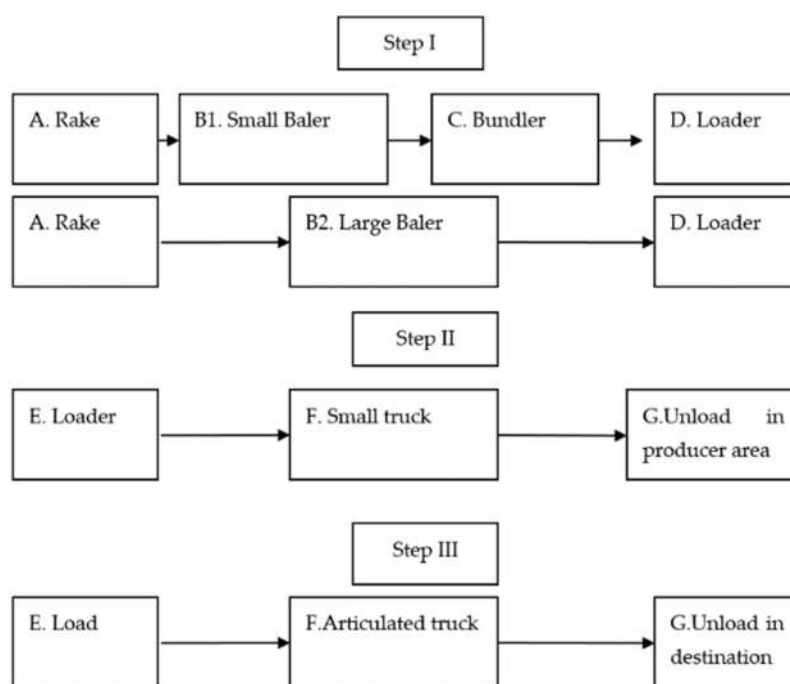 Step I
A. Rake
B1. Small Baler
C. Bundler
D. Loader
A. Rake
B2. Large Baler
D. Loader
Step II
E. Loader
F. Small truck
G.Unload in
producer area
Step III
E. Load
F.Articulated truck
G.Unload in
destination